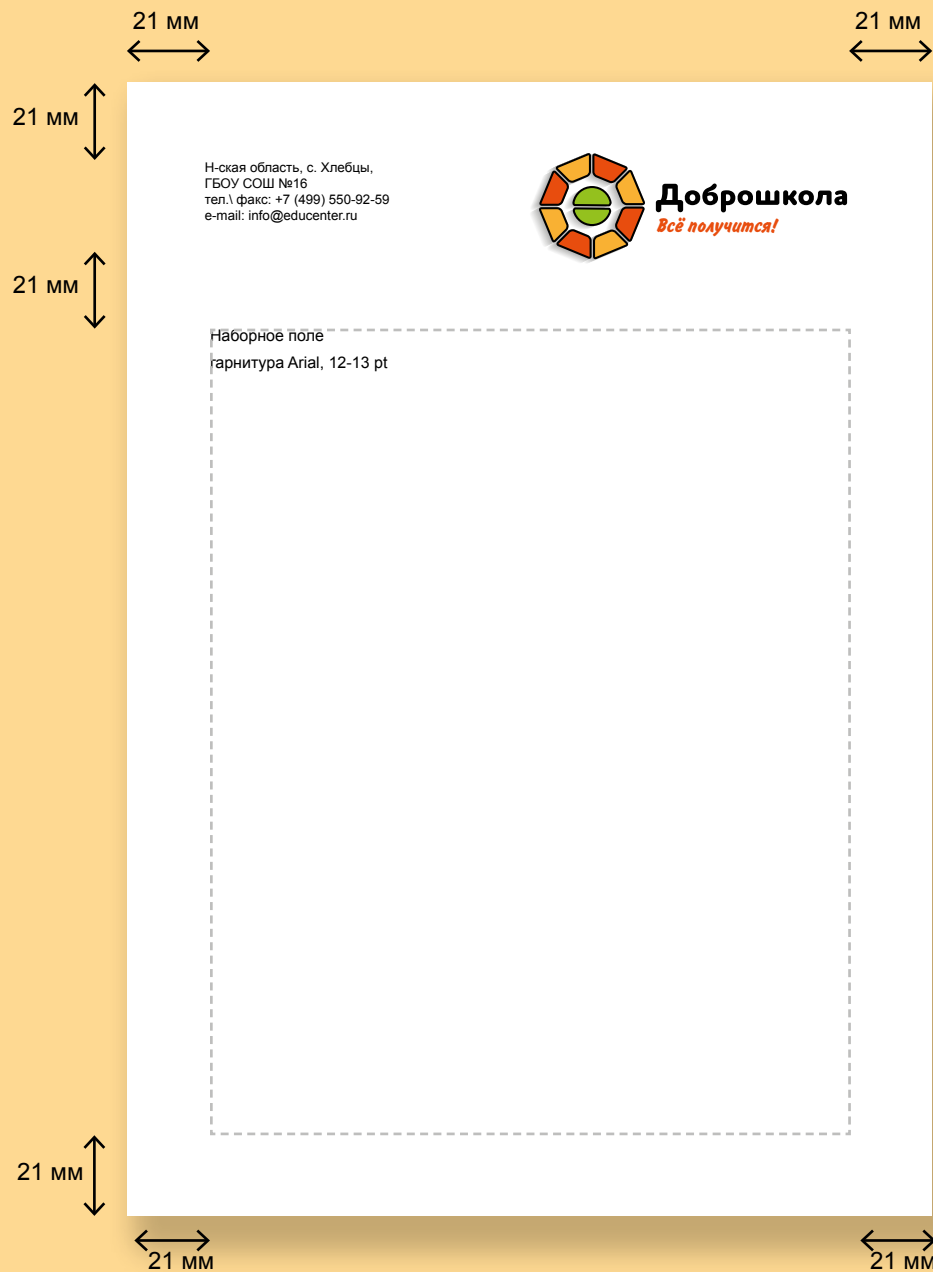 21 мм
21 мм
21 мм
Н-ская область, с. Хлебцы,
ГБОУ СОШ №16
тел.\ факс: +7 (499) 550-92-59
e-mail: info@educenter.ru
Доброшкола
Всё получится!
21 мм
Наборное поле
гарнитура Arial, 12-13 pt
21 мм
21 мм
21 мм